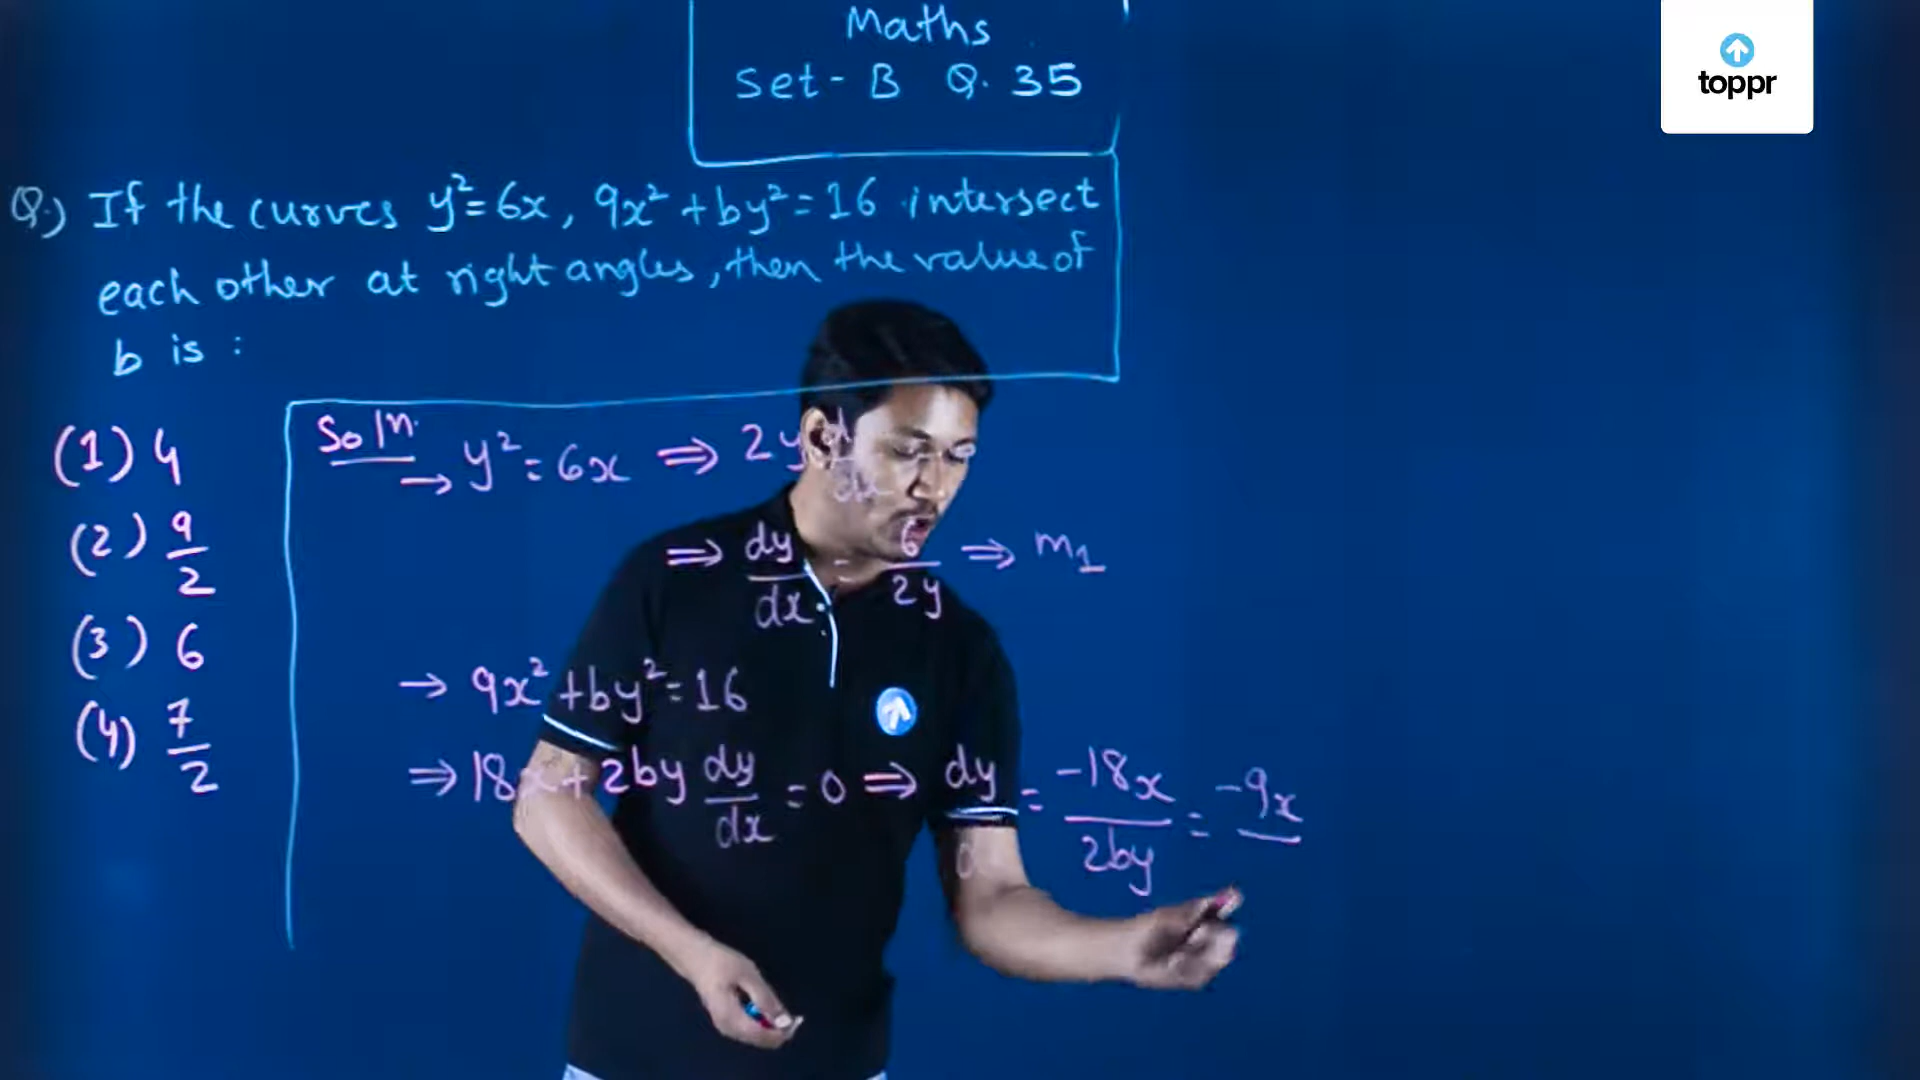 Maths
Set- B Q. 35
toppr
Q.) If the curves y²=6x, 9x²+by²=16 intersect
each other at right angles, then the value of
b is :
(1) 4
(2) 9/2
(3) 6
(4) 7/2
Soln.
→ y²=6x ⇒ 2y
⇒ dy/dx = 6/2y ⇒ m₁
→ 9x²+by²=16
⇒ 18x+2by dy/dx = 0 ⇒ dy = -18x/2by = -9x